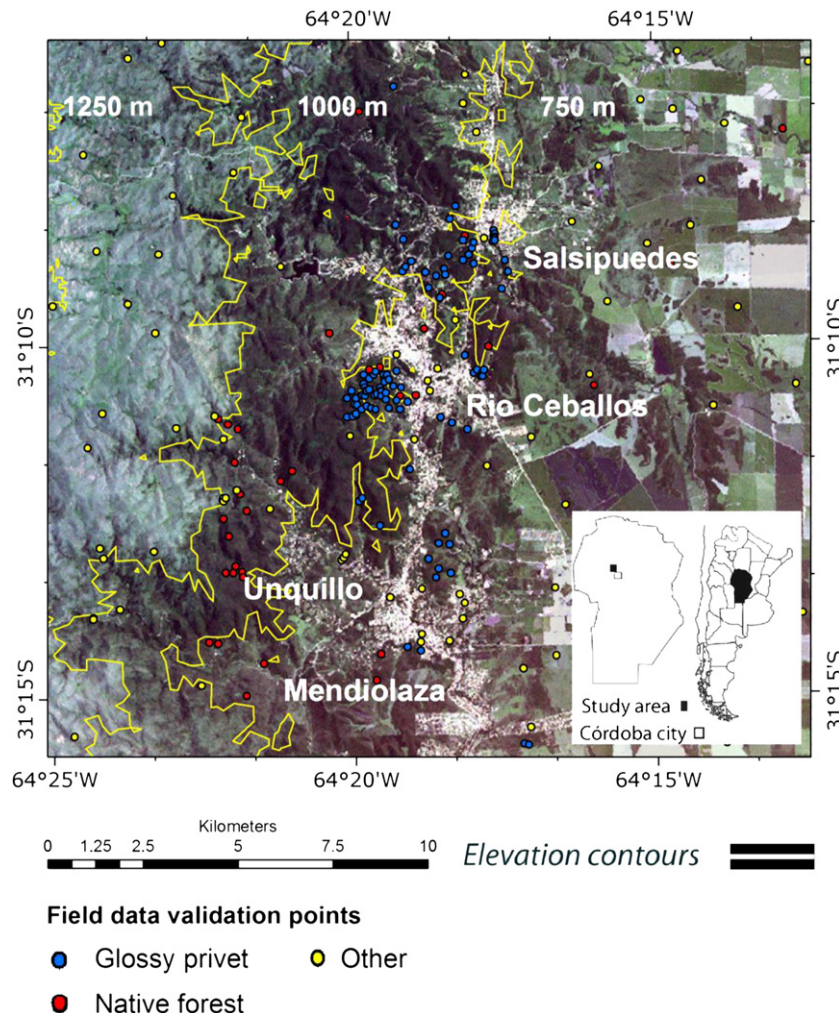 64°20'W 64°15'W
1250 m 1000 m 750 m
Salsipuedes
31°10'S 31°10'S
Rio Ceballos
Unquillo
Mendiolaza
31°15'S 31°15'S
Study area
Córdoba city
64°25'W 64°20'W 64°15'W
Kilometers
0 1.25 2.5 5 7.5 10
Elevation contours
Field data validation points
Glossy privet Other
Native forest